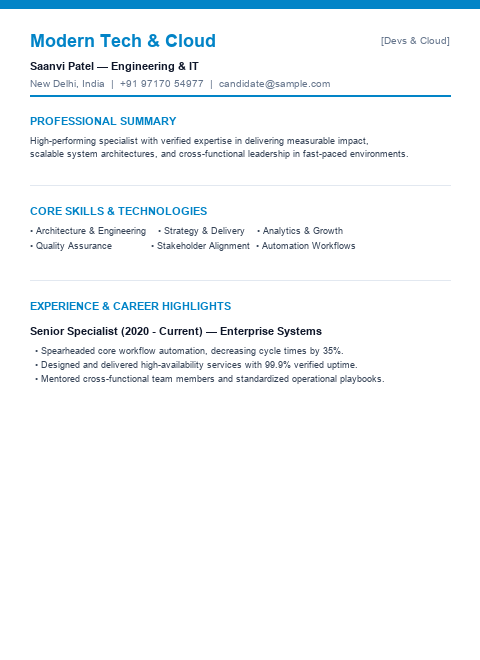 Modern Tech & Cloud [Devs & Cloud]
Saanvi Patel — Engineering & IT
New Delhi, India | +91 97170 54977 | candidate@sample.com
PROFESSIONAL SUMMARY
High-performing specialist with verified expertise in delivering measurable impact,
scalable system architectures, and cross-functional leadership in fast-paced environments.
CORE SKILLS & TECHNOLOGIES
• Architecture & Engineering • Strategy & Delivery • Analytics & Growth
• Quality Assurance • Stakeholder Alignment • Automation Workflows
EXPERIENCE & CAREER HIGHLIGHTS
Senior Specialist (2020 - Current) — Enterprise Systems
• Spearheaded core workflow automation, decreasing cycle times by 35%.
• Designed and delivered high-availability services with 99.9% verified uptime.
• Mentored cross-functional team members and standardized operational playbooks.